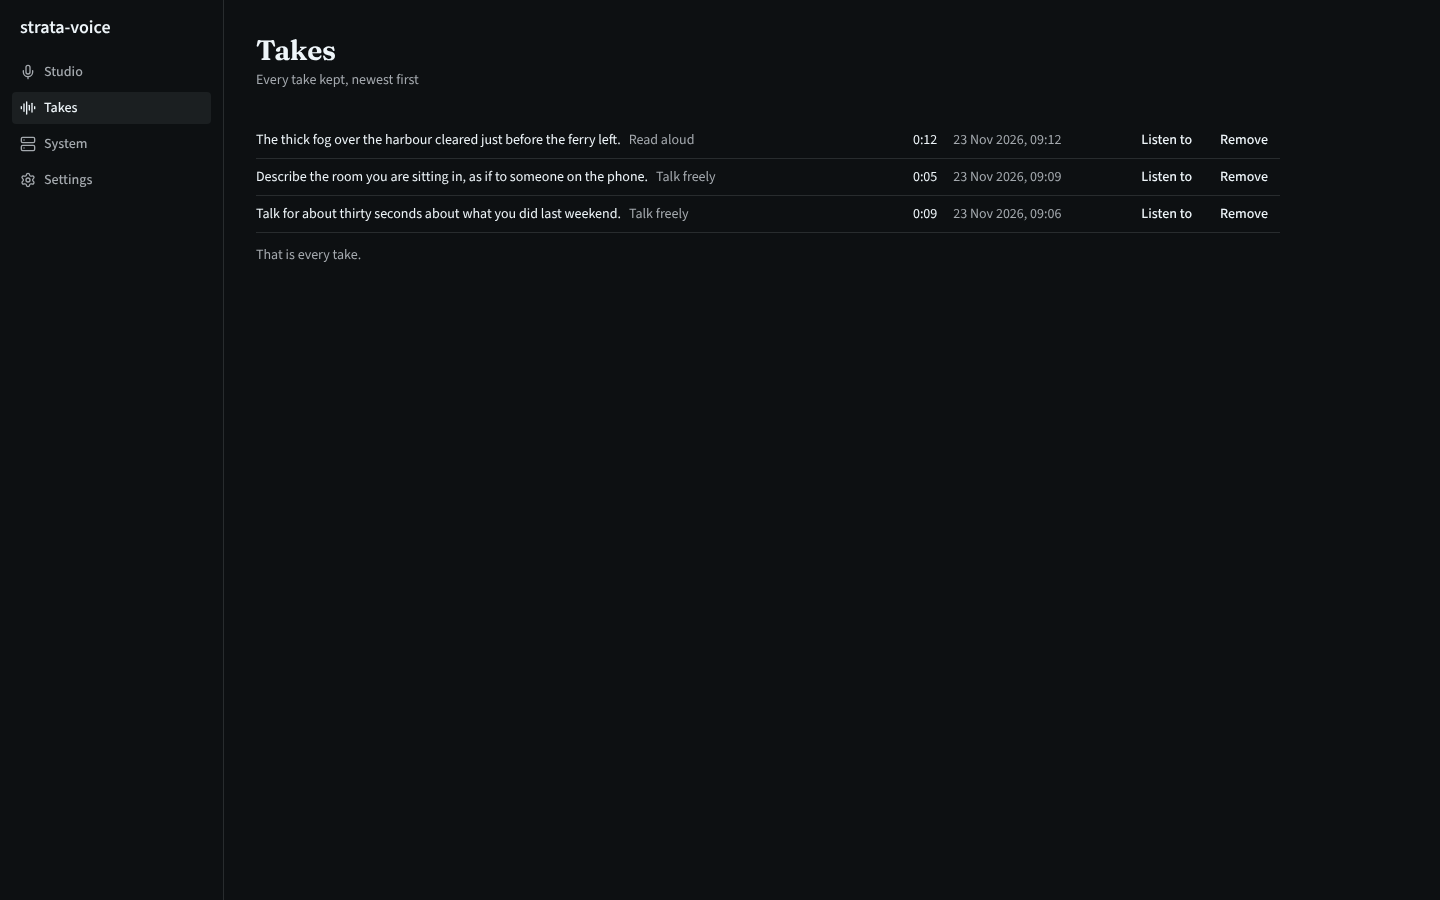 strata-voice
Studio
Takes
System
Settings
Takes
Every take kept, newest first
The thick fog over the harbour cleared just before the ferry left. Read aloud 0:12 23 Nov 2026, 09:12 Listen to Remove
Describe the room you are sitting in, as if to someone on the phone. Talk freely 0:05 23 Nov 2026, 09:09 Listen to Remove
Talk for about thirty seconds about what you did last weekend. Talk freely 0:09 23 Nov 2026, 09:06 Listen to Remove
That is every take.